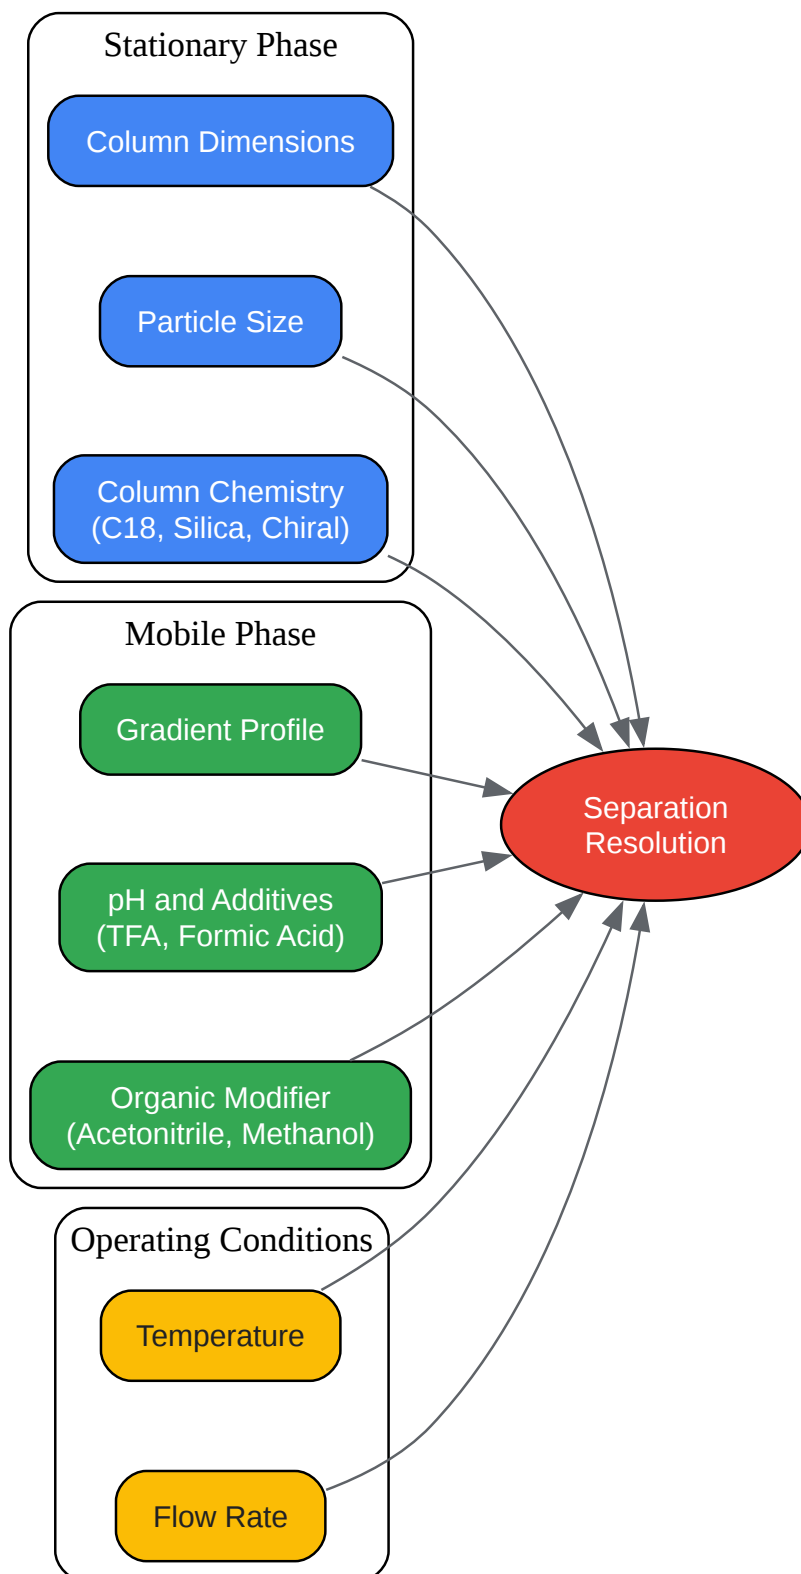 Stationary Phase
Column Dimensions
Particle Size
Column Chemistry
(C18, Silica, Chiral)
Mobile Phase
Gradient Profile
pH and Additives
(TFA, Formic Acid)
Organic Modifier
(Acetonitrile, Methanol)
Separation
Resolution
Operating Conditions
Temperature
Flow Rate